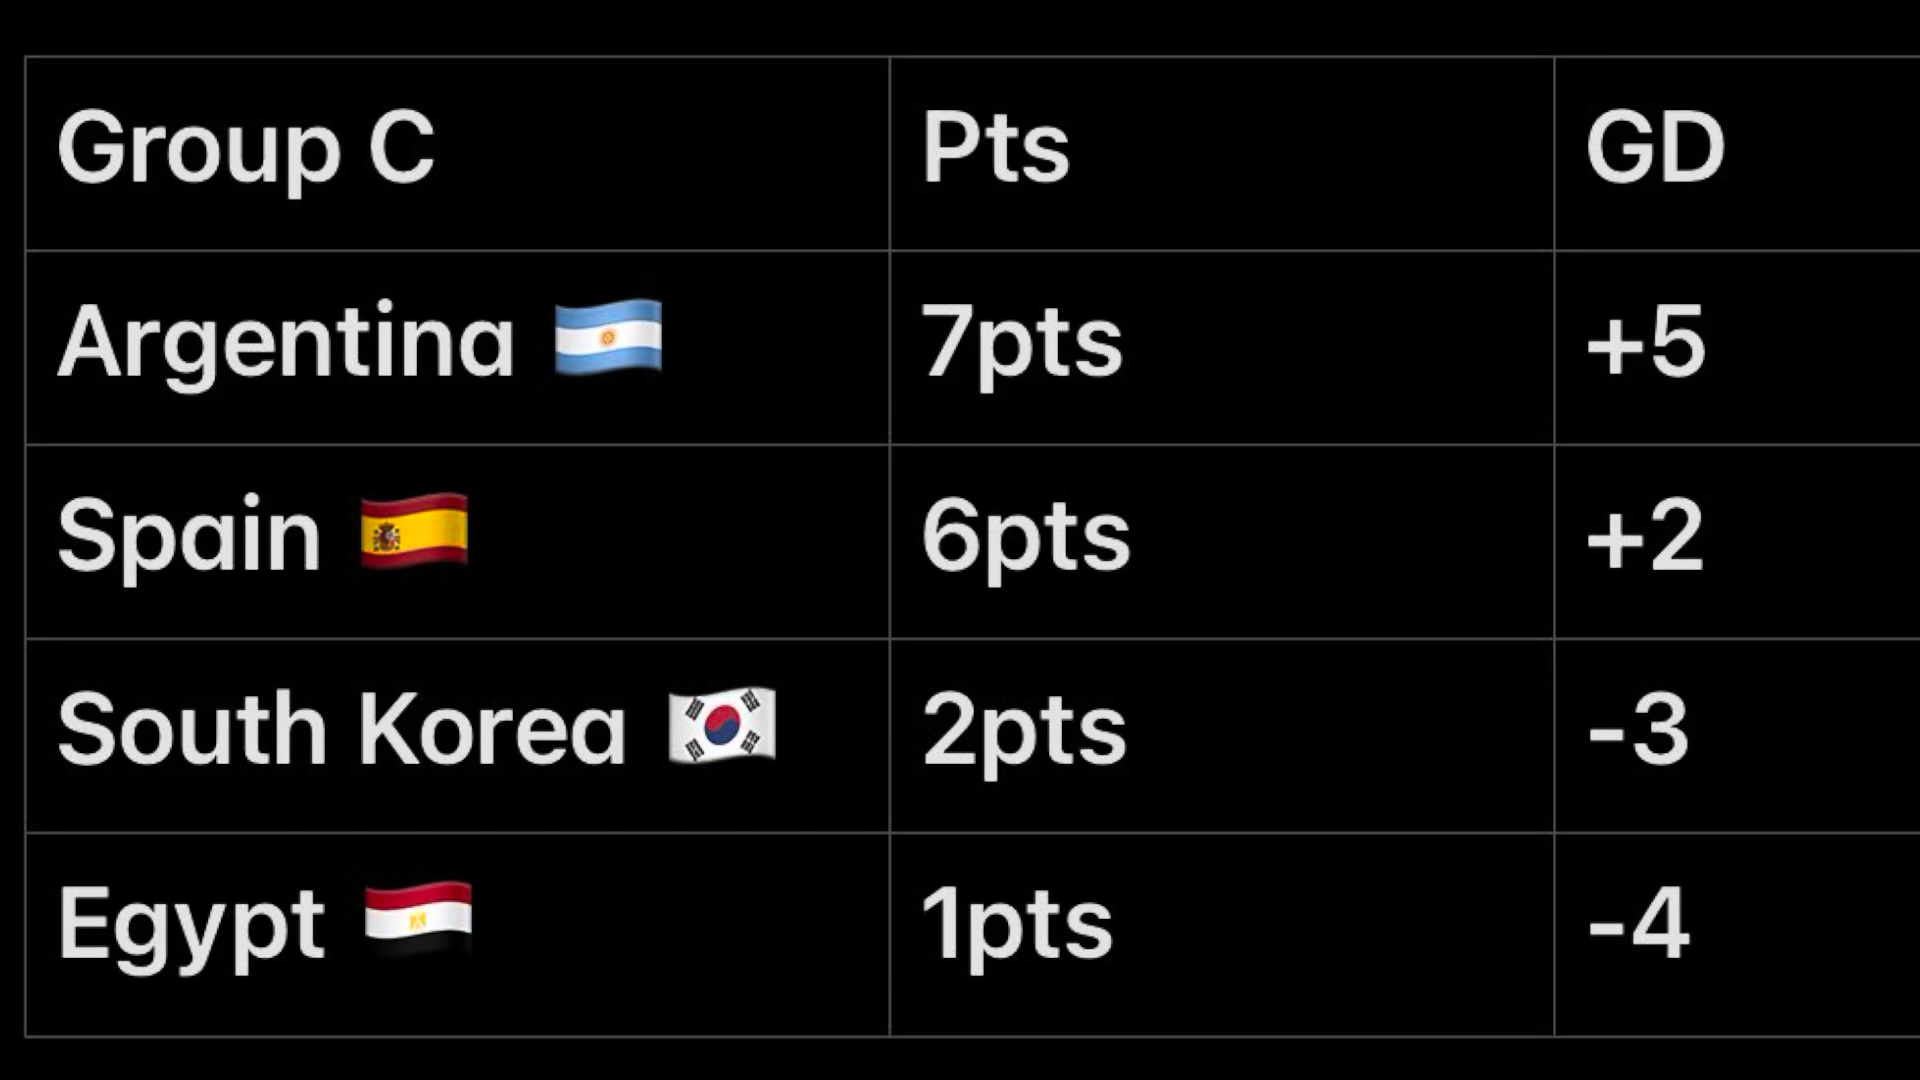 Group C Pts GD
Argentina 🇦🇷 7pts +5
Spain 🇪🇸 6pts +2
South Korea 🇰🇷 2pts -3
Egypt 🇪🇬 1pts -4